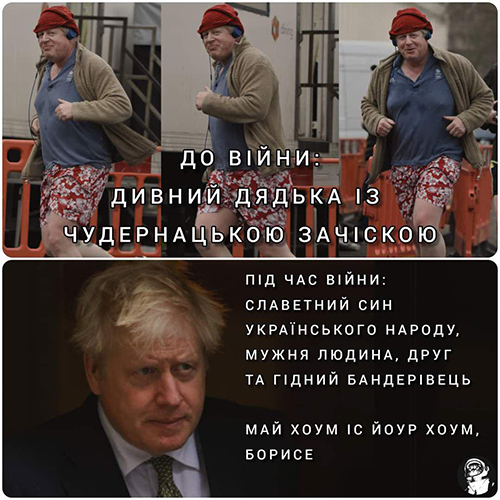 ДО ВІЙНИ:
ДИВНИЙ ДЯДЬКА ІЗ
ЧУДЕРНАЦЬКОЮ ЗАЧІСКОЮ
ПІД ЧАС ВІЙНИ:
СЛАВЕТНИЙ СИН
УКРАЇНСЬКОГО НАРОДУ,
МУЖНЯ ЛЮДИНА, ДРУГ
ТА ГІДНИЙ БАНДЕРІВЕЦЬ
МАЙ ХОУМ ІС ЙОУР ХОУМ,
БОРИСЕ